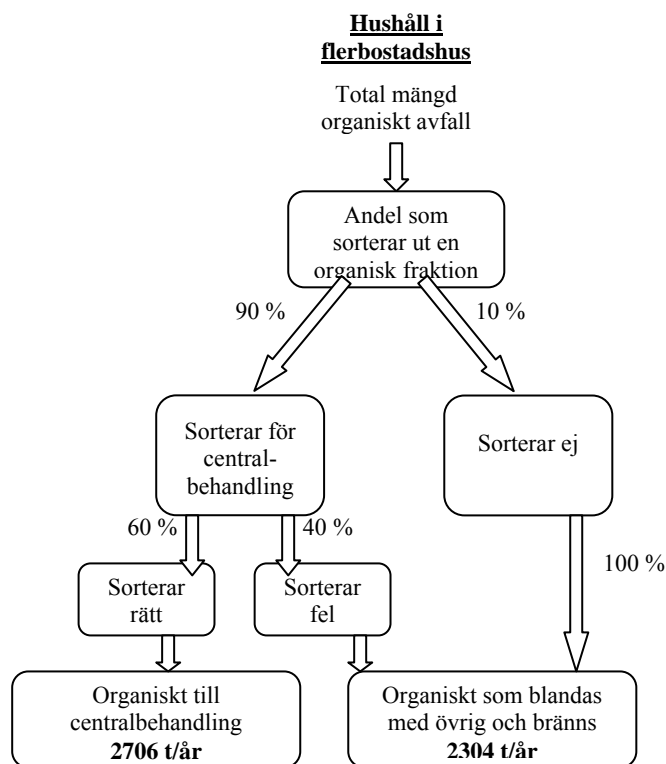 Hushåll i
flerbostadshus
Total mängd
organiskt avfall
Andel som
sorterar ut en
organisk fraktion
90 %
10 %
Sorterar för
central-
behandling
Sorterar ej
60 %
40 %
100 %
Sorterar
rätt
Sorterar
fel
Organiskt till
centralbehandling
2706 t/år
Organiskt som blandas
med övrig och bränns
2304 t/år